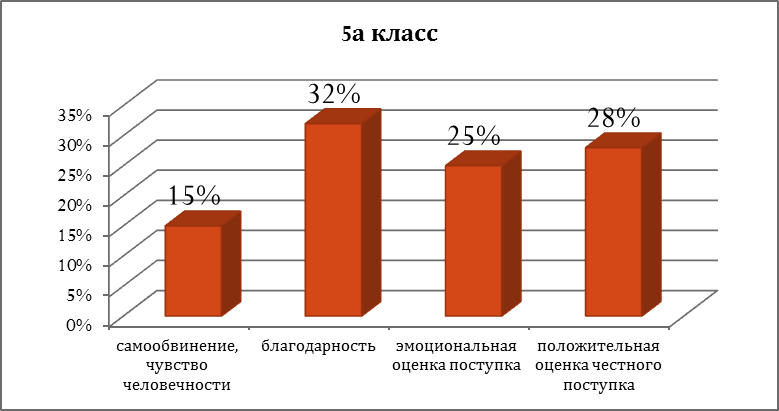 5а класс
35%
30%
25%
20%
15%
10%
5%
0%
15%
32%
25%
28%
самообвинение,
чувство
человечности
благодарность
эмоциональная
оценка поступка
положительная
оценка честного
поступка